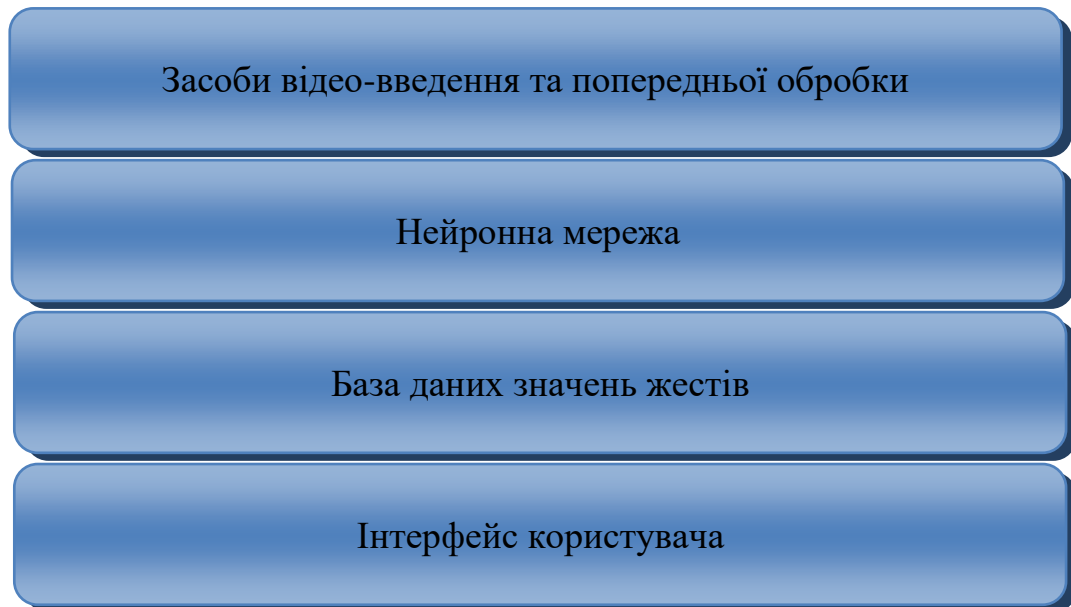 Засоби відео-введення та попередньої обробки
Нейронна мережа
База даних значень жестів
Інтерфейс користувача